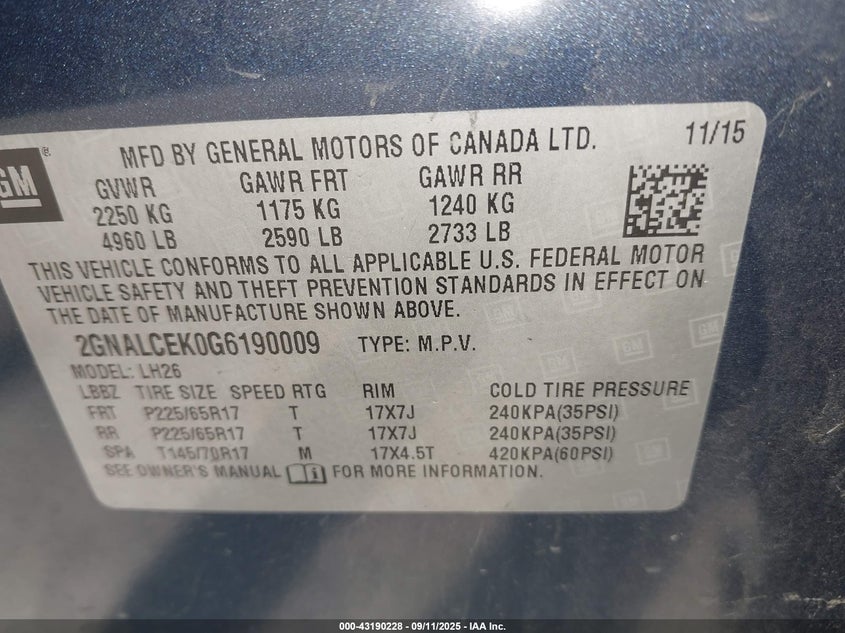 GM ®
MFD BY GENERAL MOTORS OF CANADA LTD. 11/15
GVWR GAWR FRT GAWR RR
2250 KG 1175 KG 1240 KG
4960 LB 2590 LB 2733 LB
THIS VEHICLE CONFORMS TO ALL APPLICABLE U.S. FEDERAL MOTOR
VEHICLE SAFETY AND THEFT PREVENTION STANDARDS IN EFFECT ON
THE DATE OF MANUFACTURE SHOWN ABOVE.
2GNALCEK0G6190009 TYPE: M.P.V.
MODEL: LH26
LBBZ TIRE SIZE SPEED RTG RIM COLD TIRE PRESSURE
FRT P225/65R17 T 17X7J 240KPA(35PSI)
RR P225/65R17 T 17X7J 240KPA(35PSI)
SPA T145/70R17 M 17X4.5T 420KPA(60PSI)
SEE OWNER'S MANUAL FOR MORE INFORMATION.
000-43190228 - 09/11/2025 - IAA Inc.